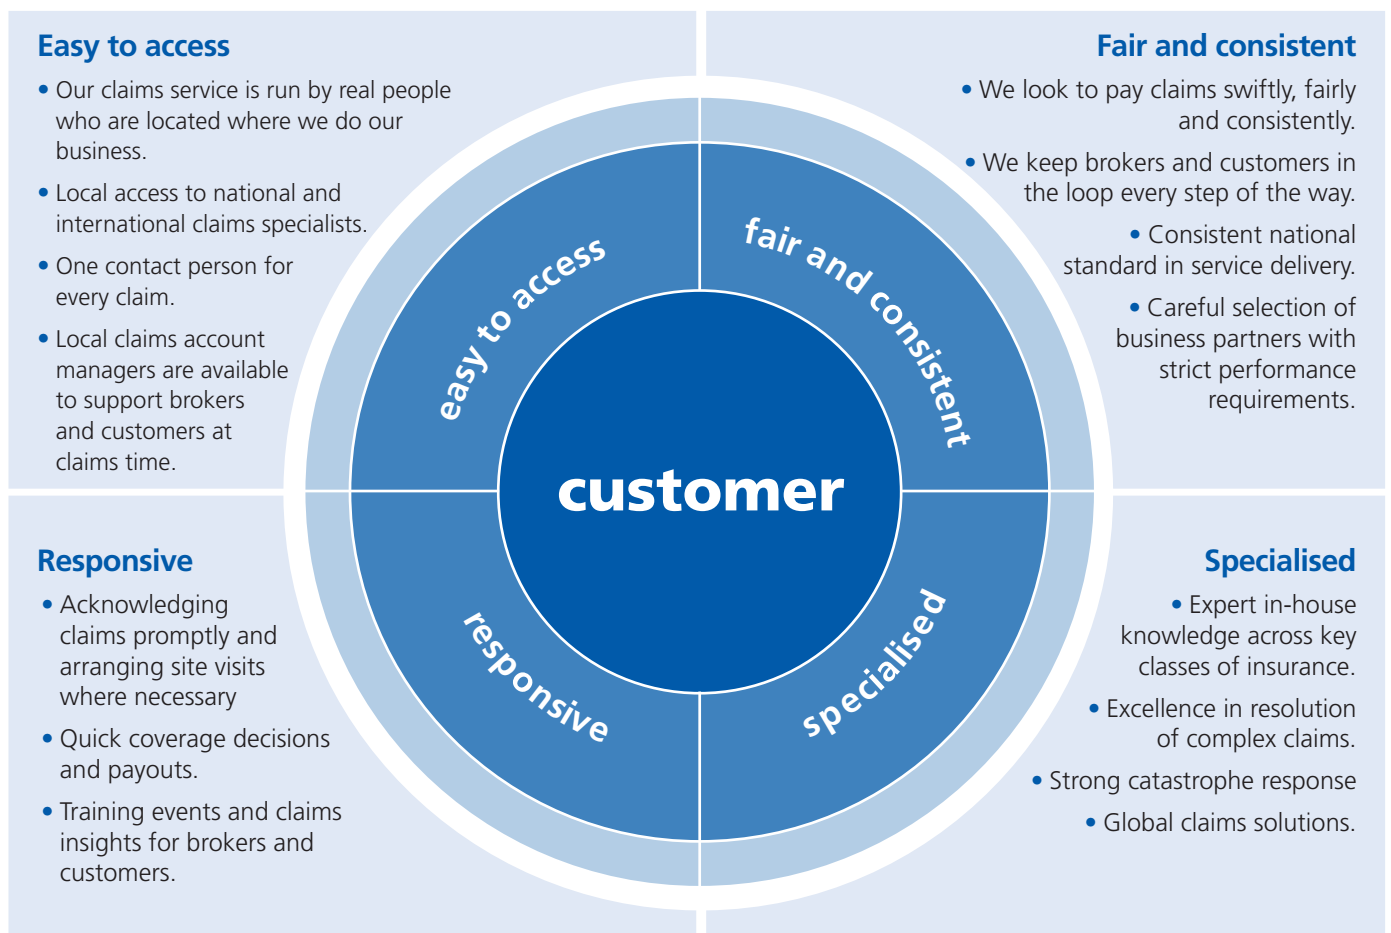 Easy to access
• Our claims service is run by real people
who are located where we do our
business.
• Local access to national and
international claims specialists.
• One contact person for
every claim.
• Local claims account
managers are available
to support brokers
and customers at
claims time.
Fair and consistent
• We look to pay claims swiftly, fairly
and consistently.
• We keep brokers and customers in
the loop every step of the way.
• Consistent national
standard in service delivery.
• Careful selection of
business partners with
strict performance
requirements.
easy to access
fair and consistent
customer
responsive
specialised
Responsive
• Acknowledging
claims promptly and
arranging site visits
where necessary
• Quick coverage decisions
and payouts.
• Training events and claims
insights for brokers and
customers.
Specialised
• Expert in-house
knowledge across key
classes of insurance.
• Excellence in resolution
of complex claims.
• Strong catastrophe response
• Global claims solutions.